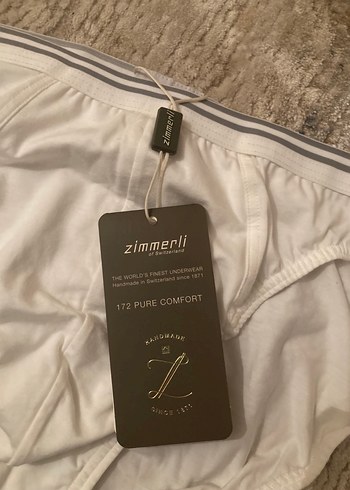 zimmerli
zimmerli
of Switzerland
THE WORLD'S FINEST UNDERWEAR
Handmade in Switzerland since 1871
172 PURE COMFORT
HANDMADE
Z
SINCE 1871